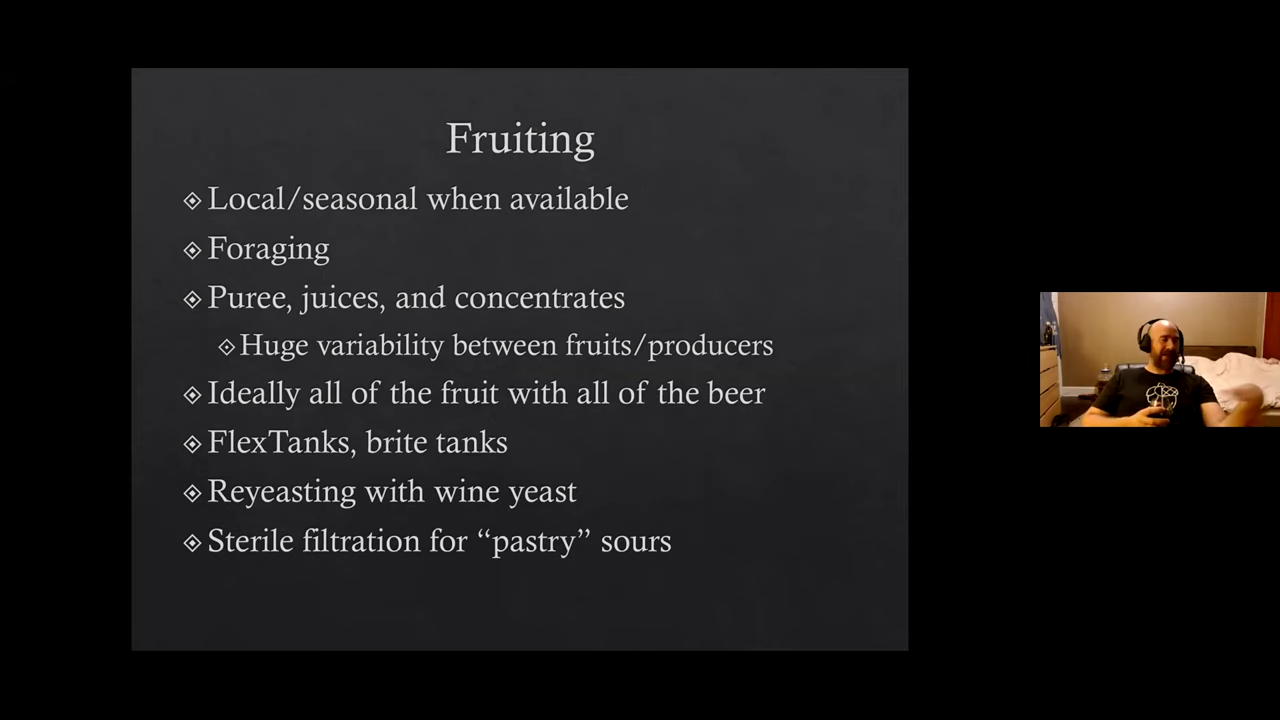 Fruiting
Local/seasonal when available
Foraging
Puree, juices, and concentrates
Huge variability between fruits/producers
Ideally all of the fruit with all of the beer
FlexTanks, brite tanks
Reyeasting with wine yeast
Sterile filtration for “pastry” sours